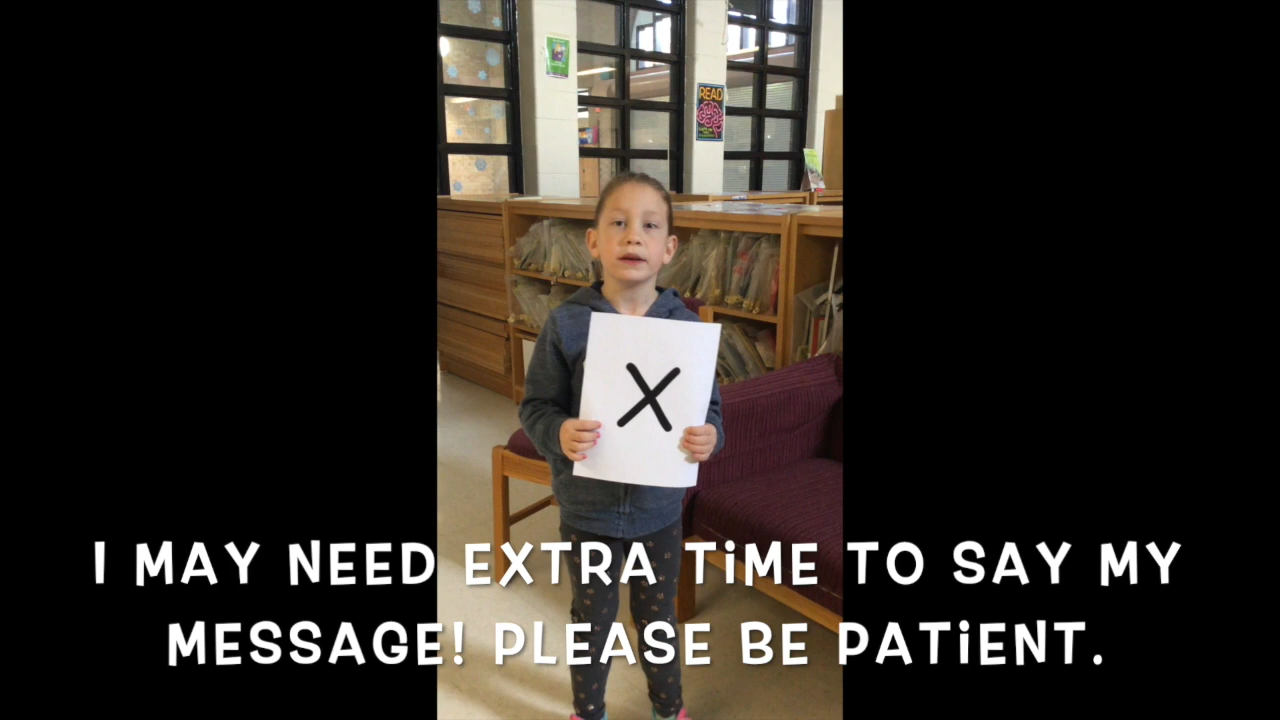 READ
X
I MAY NEED EXTRA TiME TO SAY MY
MESSAGE! PLEASE BE PATiENT.